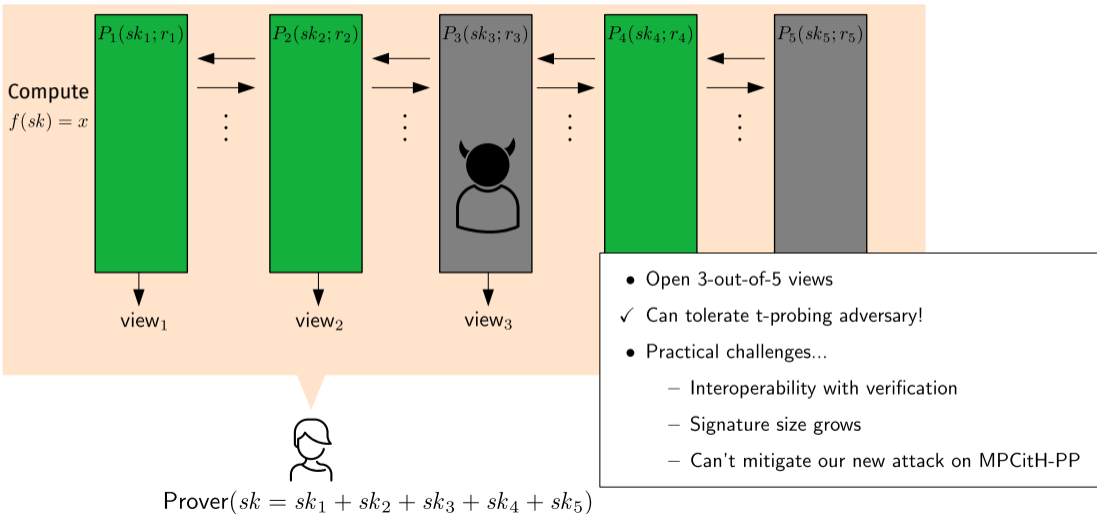 P₁(sk₁; r₁) P₂(sk₂; r₂) P₃(sk₃; r₃) P₄(sk₄; r₄) P₅(sk₅; r₅)
Compute
f(sk) = x
view₁ view₂ view₃
• Open 3-out-of-5 views
✓ Can tolerate t-probing adversary!
• Practical challenges...
– Interoperability with verification
– Signature size grows
– Can't mitigate our new attack on MPCitH-PP
Prover(sk = sk₁ + sk₂ + sk₃ + sk₄ + sk₅)